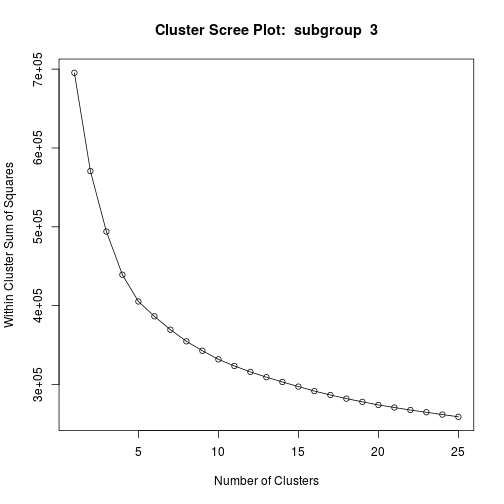 Cluster Scree Plot:  subgroup  3
7e+05
6e+05
5e+05
4e+05
3e+05
Within Cluster Sum of Squares
5 10 15 20 25
Number of Clusters